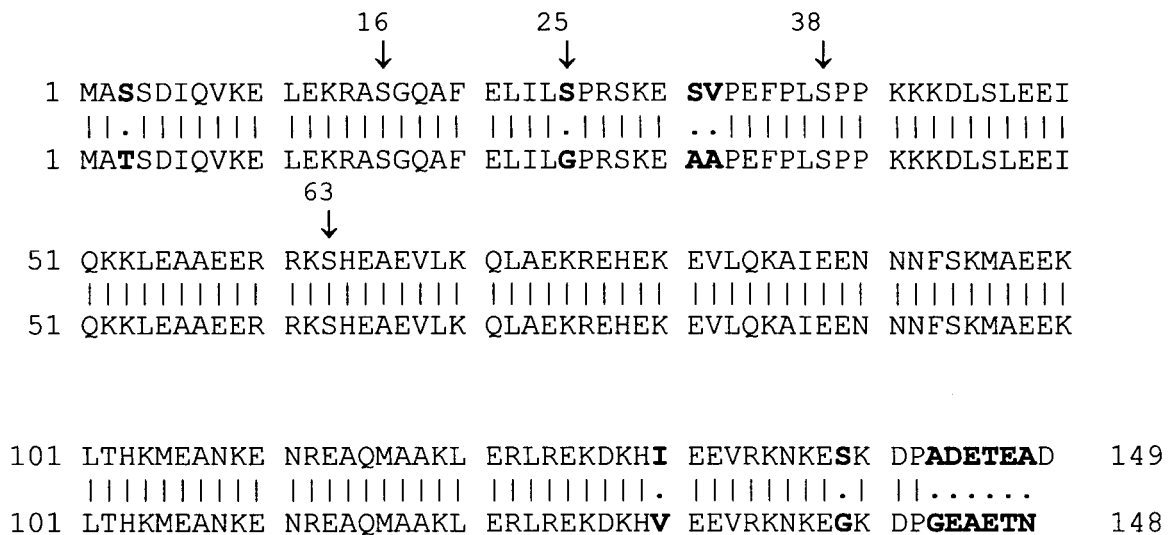 16 25 38
↓ ↓ ↓
1 MASSDIQVKE LEKRASGQAF ELILSPRSKE SVPEFPLSPP KKKDLSLEEI
||.||||||| |||||||||| ||||.||||| ..|||||||| ||||||||||
1 MATSDIQVKE LEKRASGQAF ELILGPRSKE AAPEFPLSPP KKKDLSLEEI
63
↓
51 QKKLEAAEER RKSHEAEVLK QLAEKREHEK EVLQKAIEEN NNFSKMAEEK
|||||||||| |||||||||| |||||||||| |||||||||| ||||||||||
51 QKKLEAAEER RKSHEAEVLK QLAEKREHEK EVLQKAIEEN NNFSKMAEEK
101 LTHKMEANKE NREAQMAAKL ERLREKDKHI EEVRKNKESK DPADETEAD 149
|||||||||| |||||||||| |||||||||. ||||||||.| ||......
101 LTHKMEANKE NREAQMAAKL ERLREKDKHV EEVRKNKEGK DPGEAETN 148